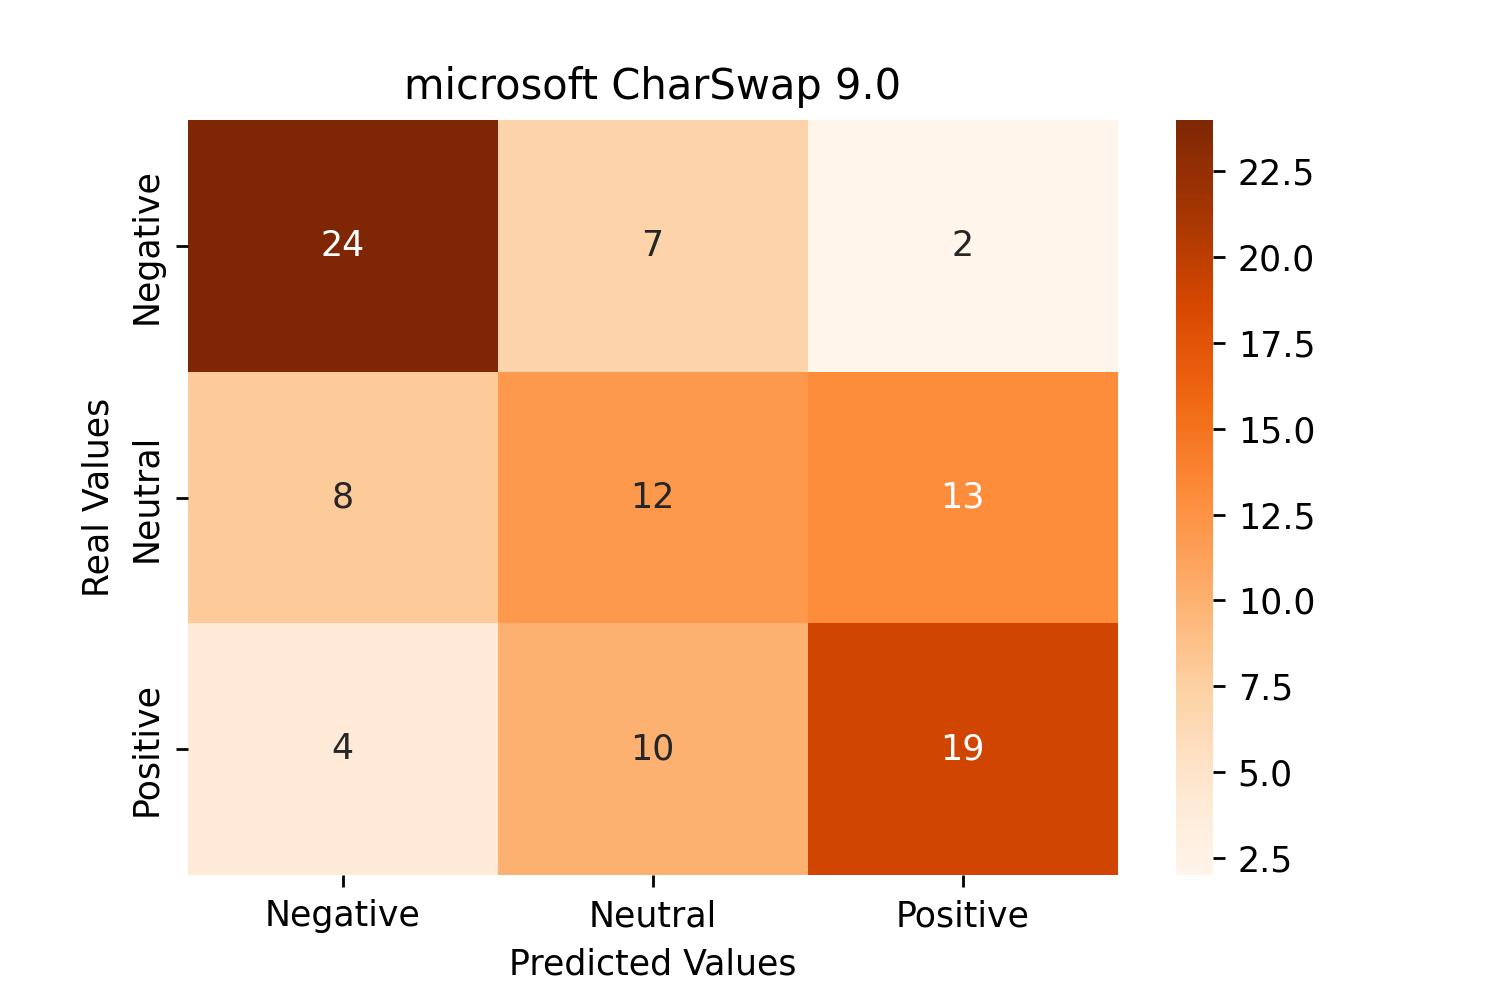 microsoft CharSwap 9.0
Real Values
Negative
24 7 2
Neutral
8 12 13
Positive
4 10 19
Negative Neutral Positive
Predicted Values
22.5
20.0
17.5
15.0
12.5
10.0
7.5
5.0
2.5